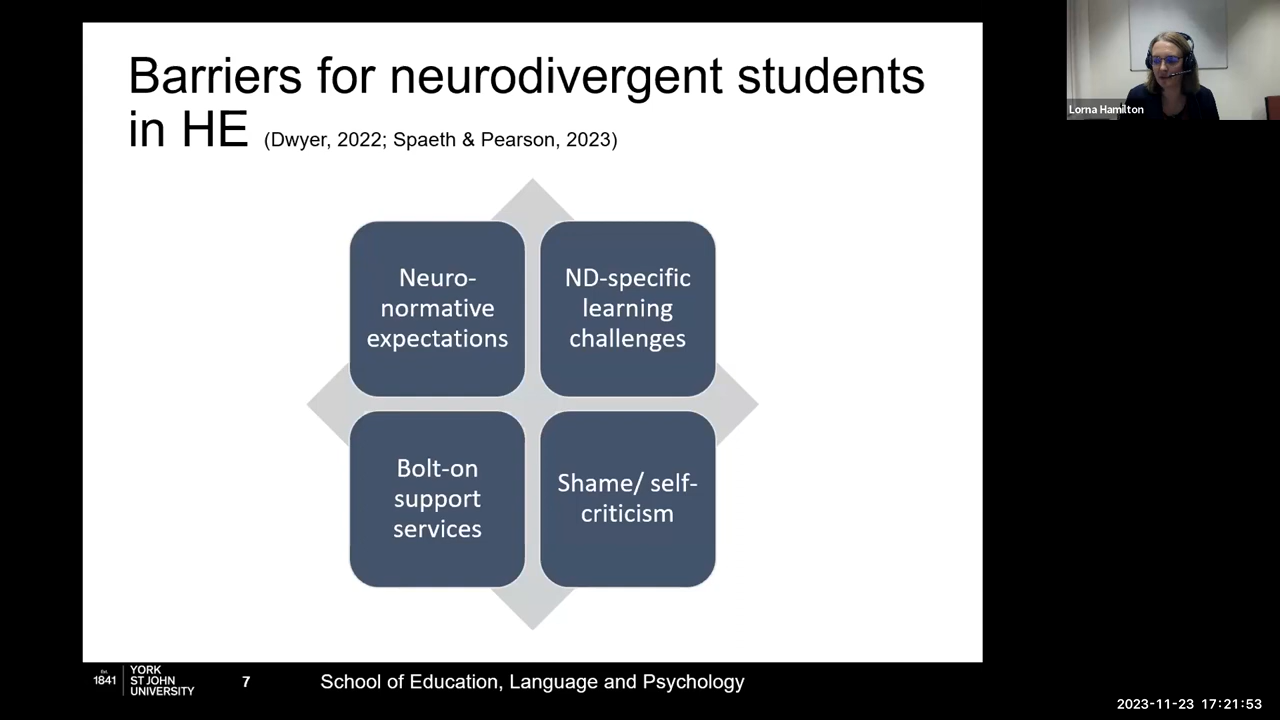 Barriers for neurodivergent students
in HE (Dwyer, 2022; Spaeth & Pearson, 2023)
Neuro-
normative
expectations
ND-specific
learning
challenges
Bolt-on
support
services
Shame/ self-
criticism
Lorna Hamilton
Est.
1841
YORK
ST JOHN
UNIVERSITY
7
School of Education, Language and Psychology
2023-11-23 17:21:53